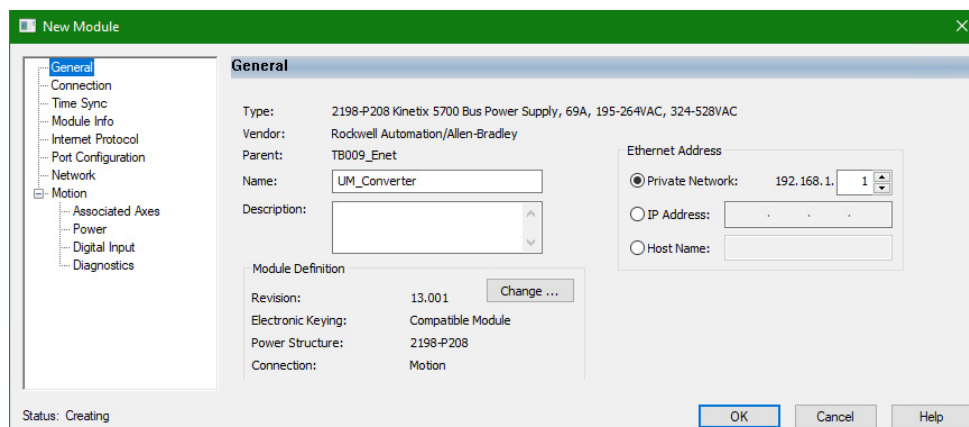 New Module
General
Connection
Time Sync
Module Info
Internet Protocol
Port Configuration
Network
Motion
Associated Axes
Power
Digital Input
Diagnostics
General
Type: 2198-P208 Kinetix 5700 Bus Power Supply, 69A, 195-264VAC, 324-528VAC
Vendor: Rockwell Automation/Allen-Bradley
Parent: TB009_Enet
Name: UM_Converter
Description:
Module Definition
Revision: 13.001 Change ...
Electronic Keying: Compatible Module
Power Structure: 2198-P208
Connection: Motion
Ethernet Address
Private Network: 192.168.1. 1
IP Address: . . .
Host Name:
Status: Creating
OK Cancel Help